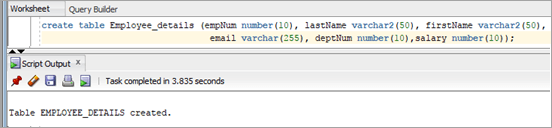 Worksheet Query Builder
create table Employee_details (empNum number(10), lastName varchar2(50), firstName varchar2(50),
email varchar(255), deptNum number(10),salary number(10));
Script Output x
Task completed in 3.835 seconds
Table EMPLOYEE_DETAILS created.